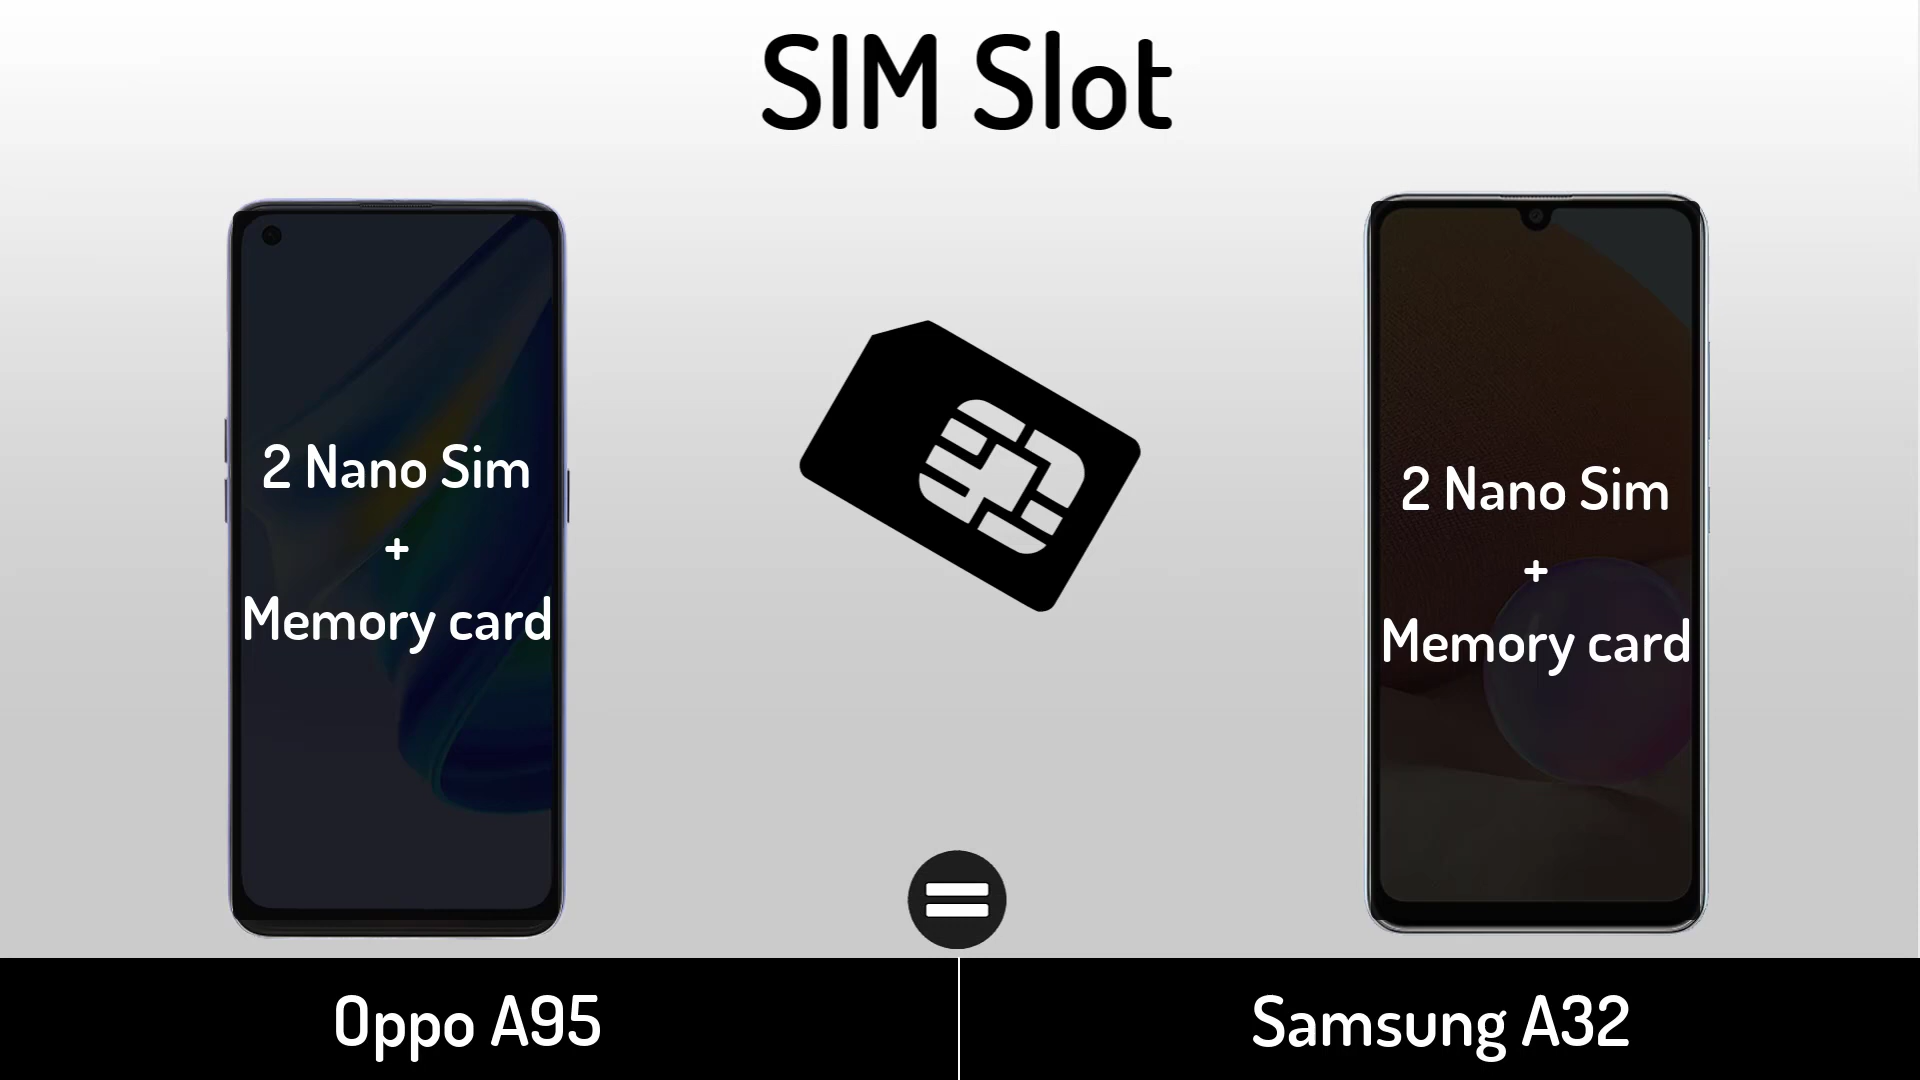 SIM Slot
2 Nano Sim
+
Memory card
2 Nano Sim
+
Memory card
Oppo A95
Samsung A32